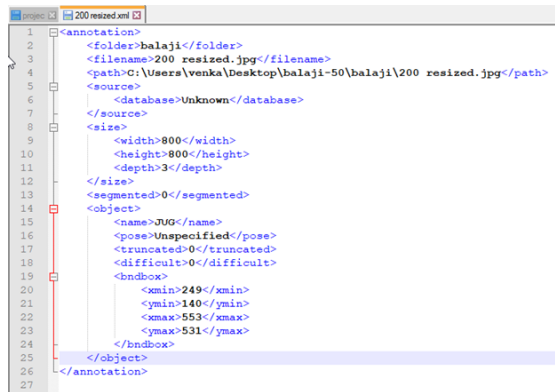 projec
200 resized.xml
1 <annotation>
2 <folder>balaji</folder>
3 <filename>200 resized.jpg</filename>
4 <path>C:\Users\venka\Desktop\balaji-50\balaji\200 resized.jpg</path>
5 <source>
6 <database>Unknown</database>
7 </source>
8 <size>
9 <width>800</width>
10 <height>800</height>
11 <depth>3</depth>
12 </size>
13 <segmented>0</segmented>
14 <object>
15 <name>JUG</name>
16 <pose>Unspecified</pose>
17 <truncated>0</truncated>
18 <difficult>0</difficult>
19 <bndbox>
20 <xmin>249</xmin>
21 <ymin>140</ymin>
22 <xmax>553</xmax>
23 <ymax>531</ymax>
24 </bndbox>
25 </object>
26 </annotation>
27